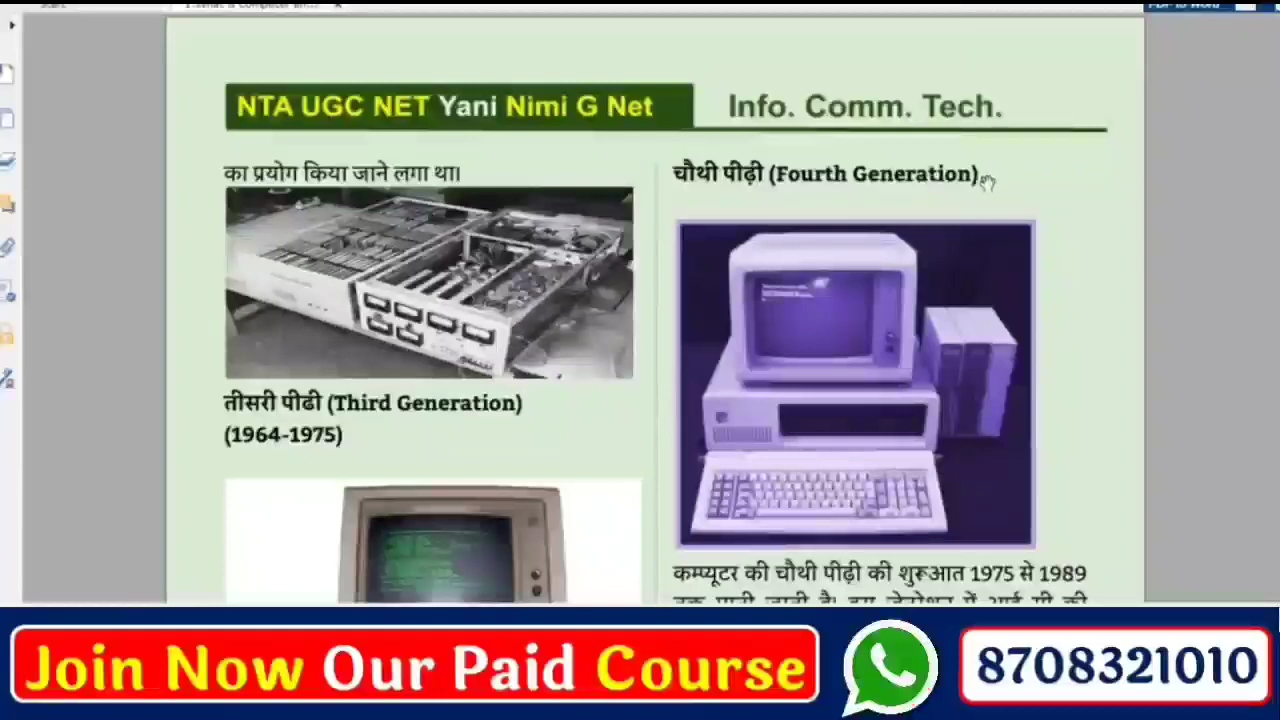 NTA UGC NET Yani Nimi G Net
Info. Comm. Tech.
का प्रयोग किया जाने लगा था।
तीसरी पीढी (Third Generation)
(1964-1975)
चौथी पीढ़ी (Fourth Generation)
कम्प्यूटर की चौथी पीढ़ी की शुरूआत 1975 से 1989
Join Now Our Paid Course
8708321010